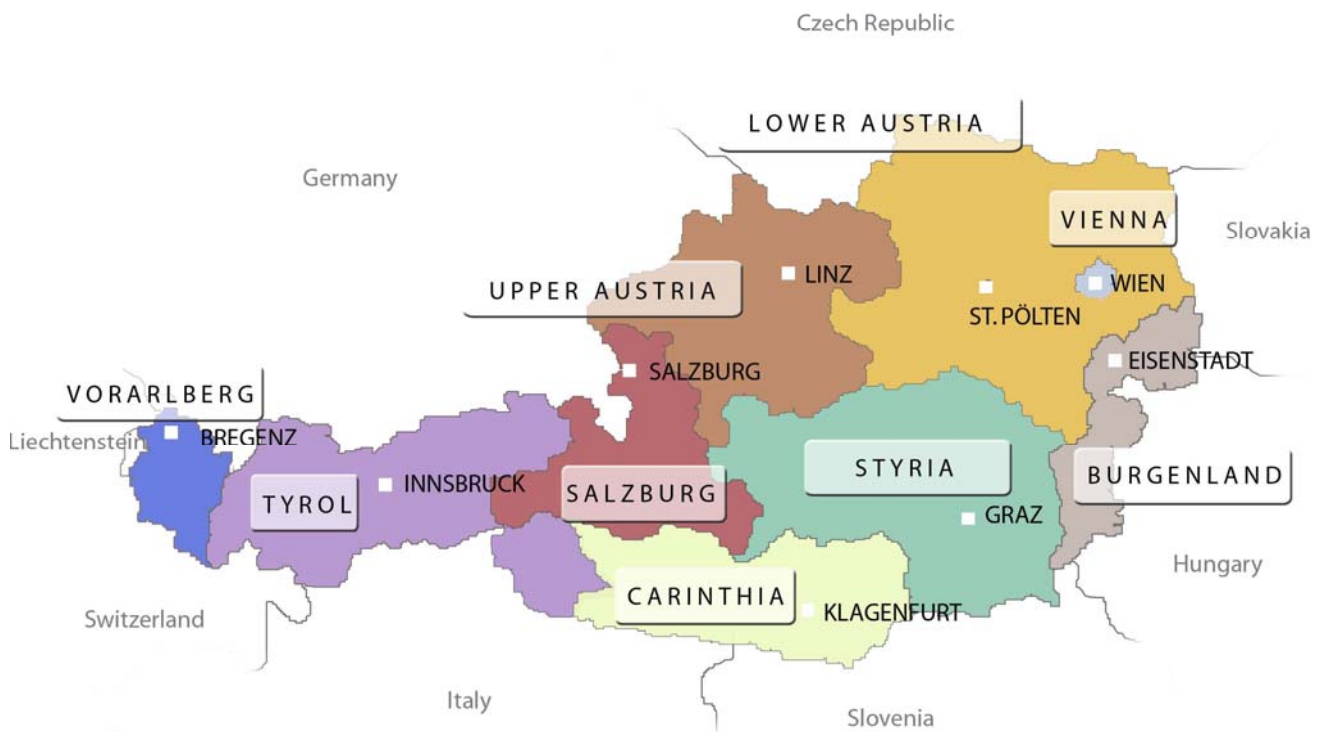 Czech Republic
LOWER AUSTRIA
Germany
VIENNA
Slovakia
LINZ
WIEN
UPPER AUSTRIA
ST. PÖLTEN
EISENSTADT
SALZBURG
VORARLBERG
Liechtenstein
BREGENZ
STYRIA
BURGENLAND
INNSBRUCK
SALZBURG
TYROL
GRAZ
Hungary
CARINTHIA
KLAGENFURT
Switzerland
Italy
Slovenia